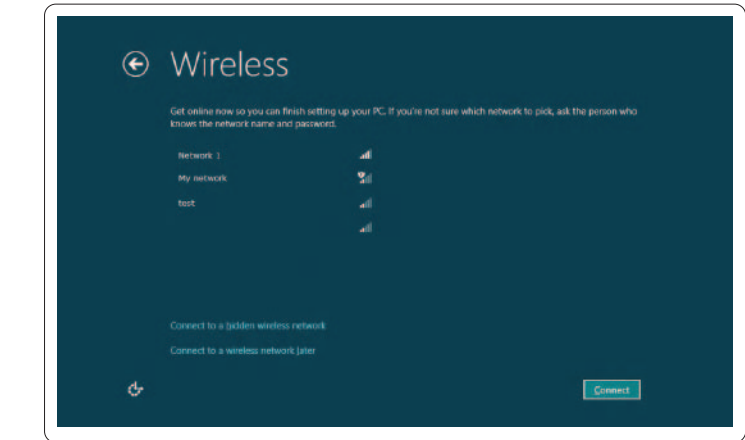 Wireless
Get online now so you can finish setting up your PC. If you're not sure which network to pick, ask the person who
knows the network name and password.
Network 1
My network
test
Connect to a hidden wireless network
Connect to a wireless network later
Connect